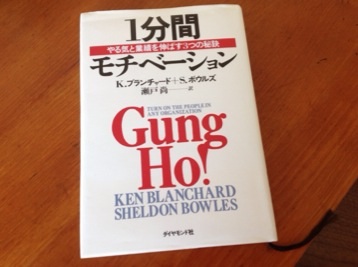 1分間
やる気と業績を伸ばす3つの秘訣
モチベーション
K.ブランチャード+S.ボウルズ
瀬戸尚——訳
TURN ON THE PEOPLE IN
ANY ORGANIZATION
Gung
Ho!
KEN BLANCHARD
SHELDON BOWLES
ダイヤモンド社